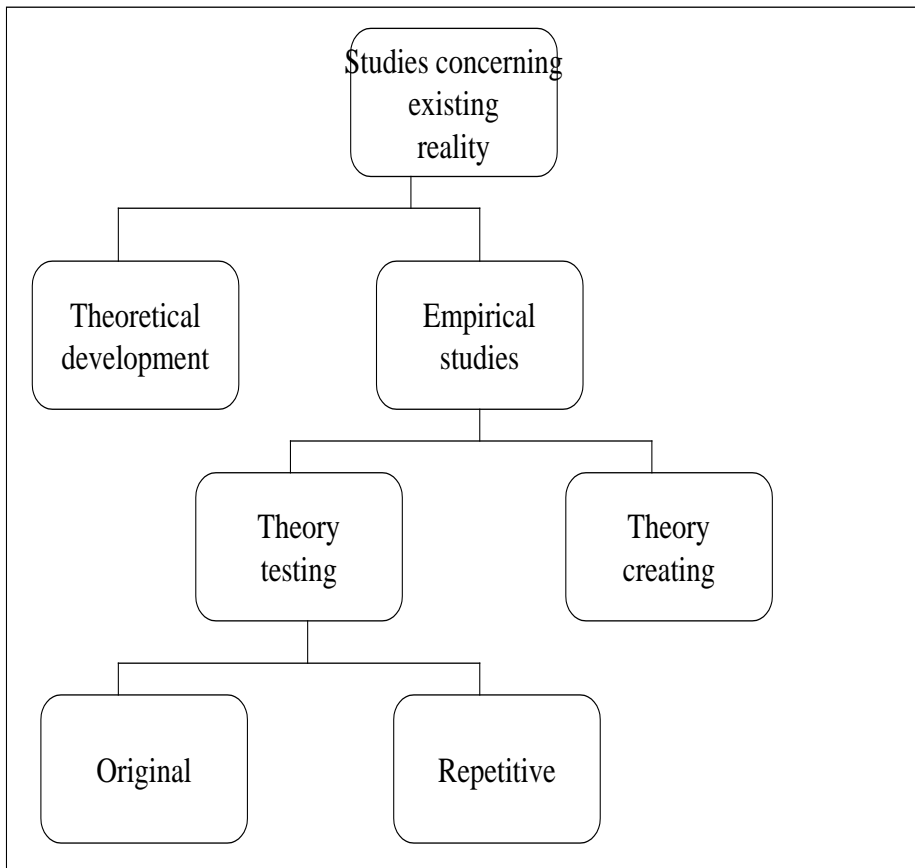 Studies concerning
existing
reality
Theoretical
development
Empirical
studies
Theory
testing
Theory
creating
Original
Repetitive